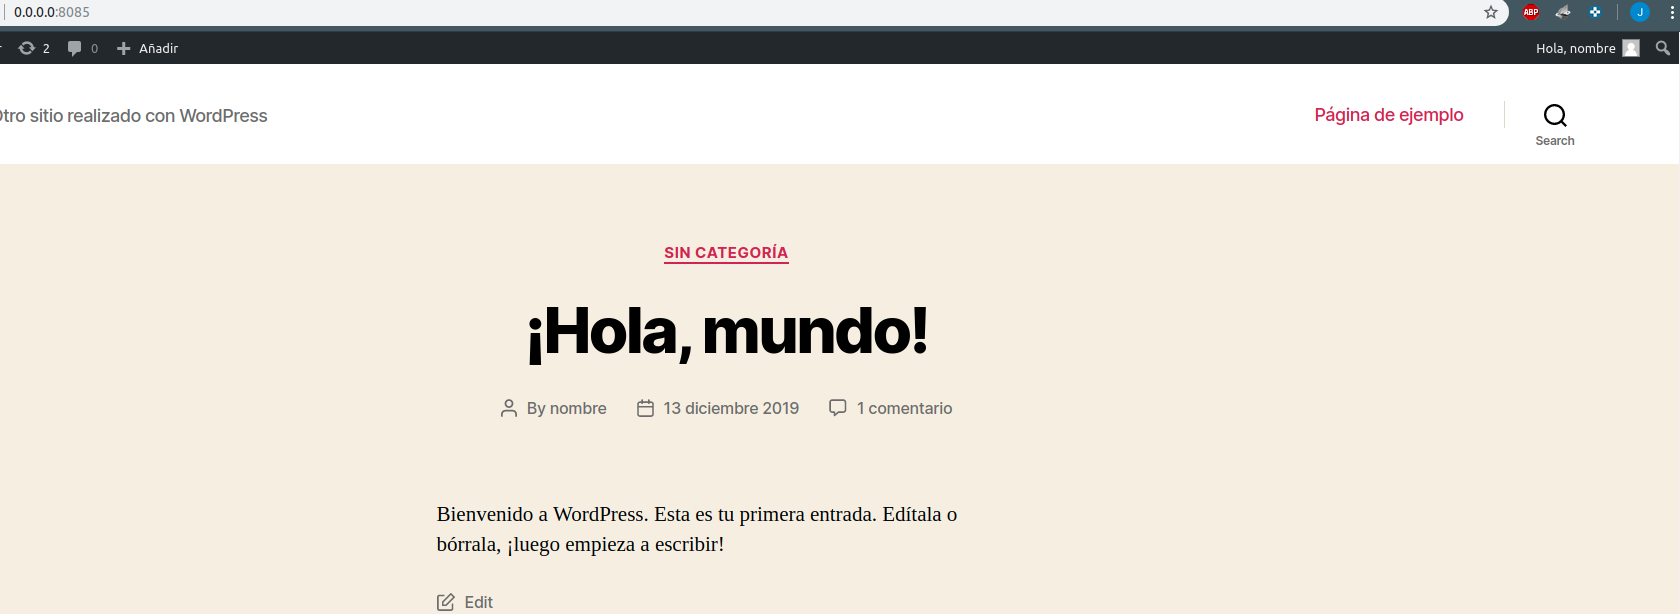 0.0.0.0:8085
ABP
J
2
0
Añadir
Hola, nombre
tro sitio realizado con WordPress
Página de ejemplo
Search
SIN CATEGORÍA
¡Hola, mundo!
By nombre
13 diciembre 2019
1 comentario
Bienvenido a WordPress. Esta es tu primera entrada. Edítala o
bórrala, ¡luego empieza a escribir!
Edit